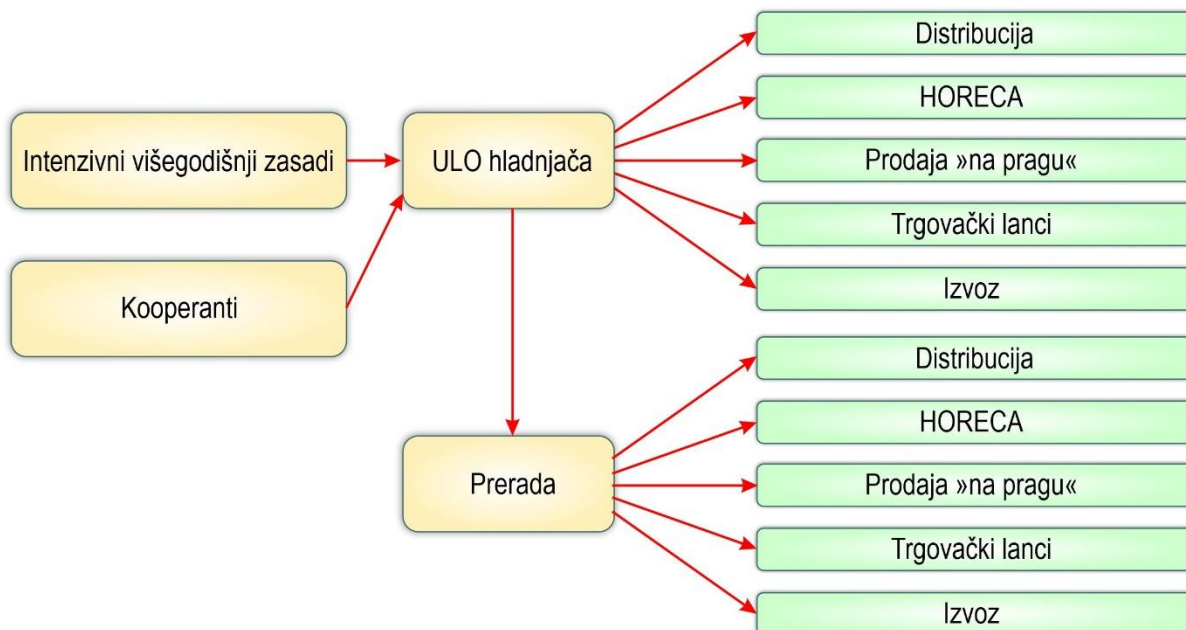 Intenzivni višegodišnji zasadi
Kooperanti
ULO hladnjača
Prerada
Distribucija
HORECA
Prodaja »na pragu«
Trgovački lanci
Izvoz
Distribucija
HORECA
Prodaja »na pragu«
Trgovački lanci
Izvoz